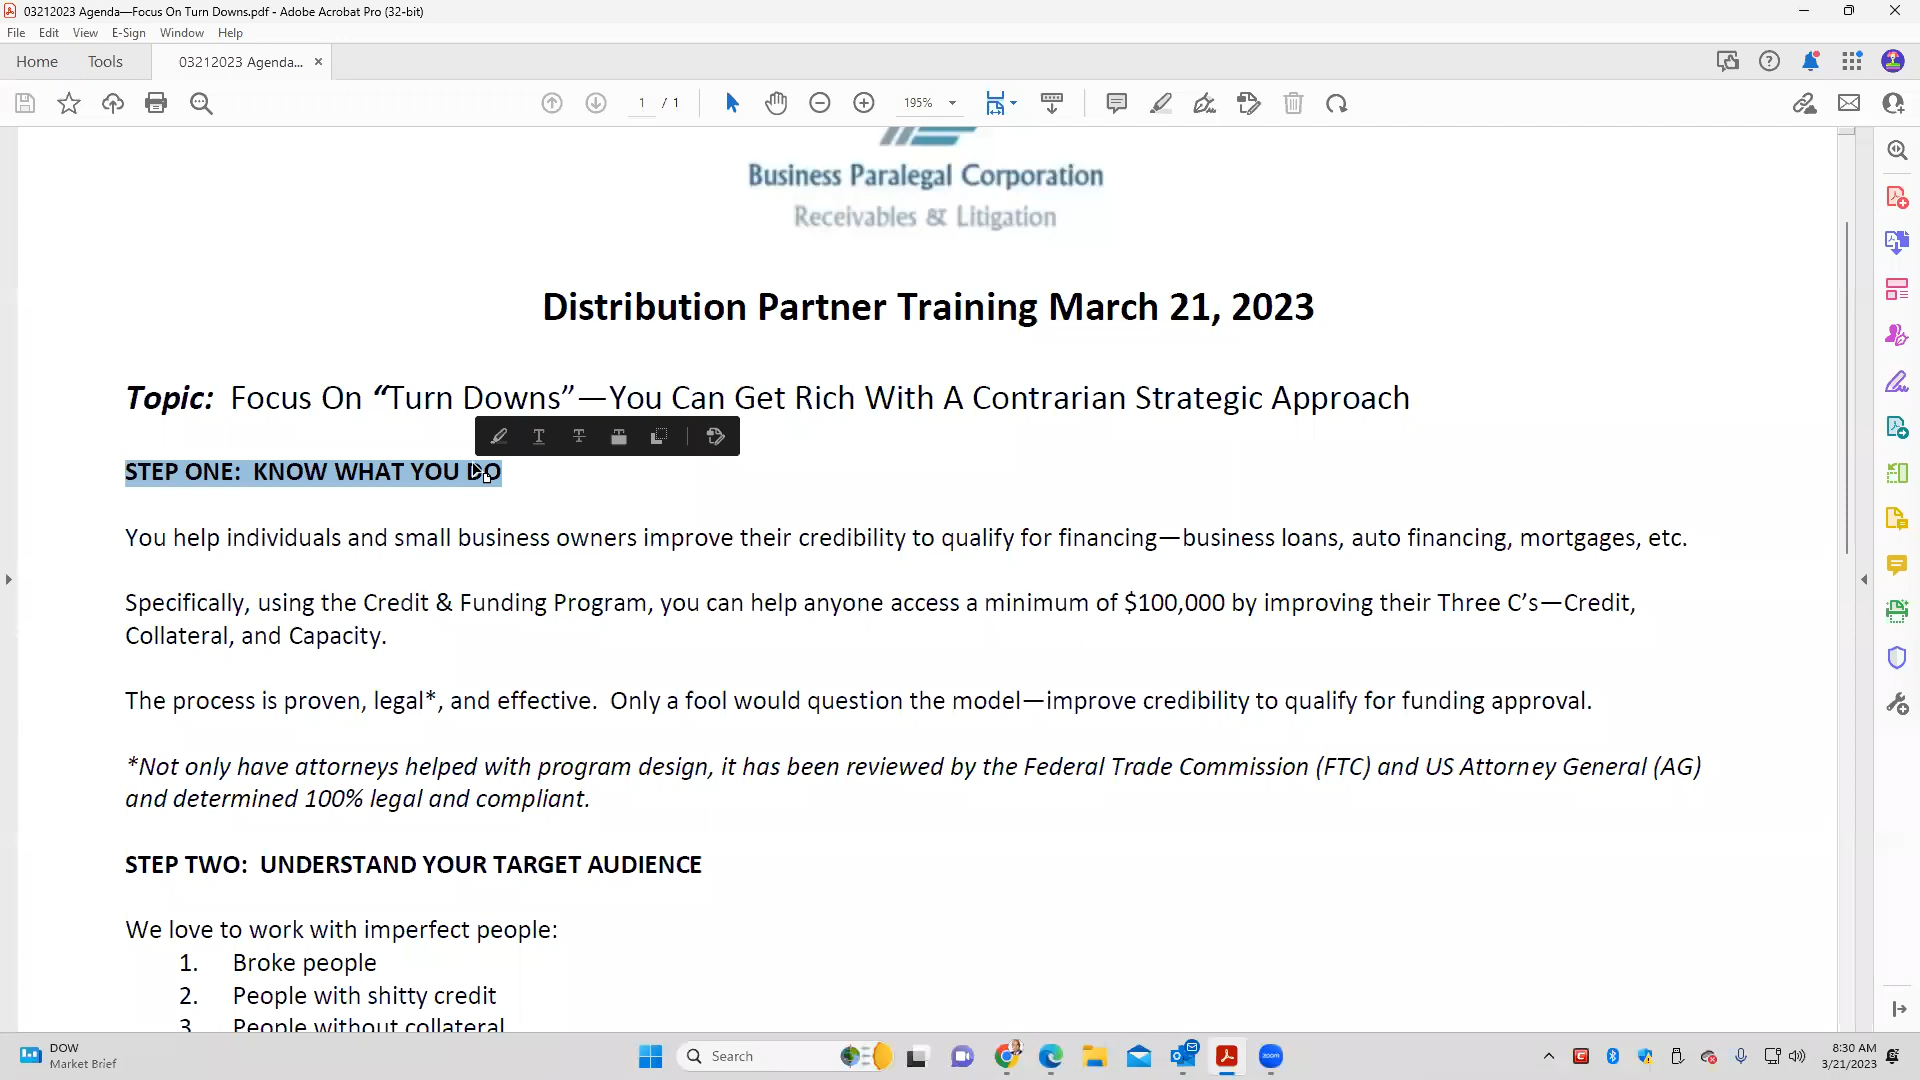 03212023 Agenda—Focus On Turn Downs.pdf - Adobe Acrobat Pro (32-bit)
File Edit View E-Sign Window Help
Home Tools 03212023 Agenda...
1 / 1 195%
Business Paralegal Corporation
Receivables & Litigation
Distribution Partner Training March 21, 2023
Topic: Focus On “Turn Downs”—You Can Get Rich With A Contrarian Strategic Approach
STEP ONE: KNOW WHAT YOU DO
You help individuals and small business owners improve their credibility to qualify for financing—business loans, auto financing, mortgages, etc.
Specifically, using the Credit & Funding Program, you can help anyone access a minimum of $100,000 by improving their Three C’s—Credit,
Collateral, and Capacity.
The process is proven, legal*, and effective. Only a fool would question the model—improve credibility to qualify for funding approval.
*Not only have attorneys helped with program design, it has been reviewed by the Federal Trade Commission (FTC) and US Attorney General (AG)
and determined 100% legal and compliant.
STEP TWO: UNDERSTAND YOUR TARGET AUDIENCE
We love to work with imperfect people:
1. Broke people
2. People with shitty credit
3. People without collateral
DOW
Market Brief
Search
zoom
8:30 AM
3/21/2023